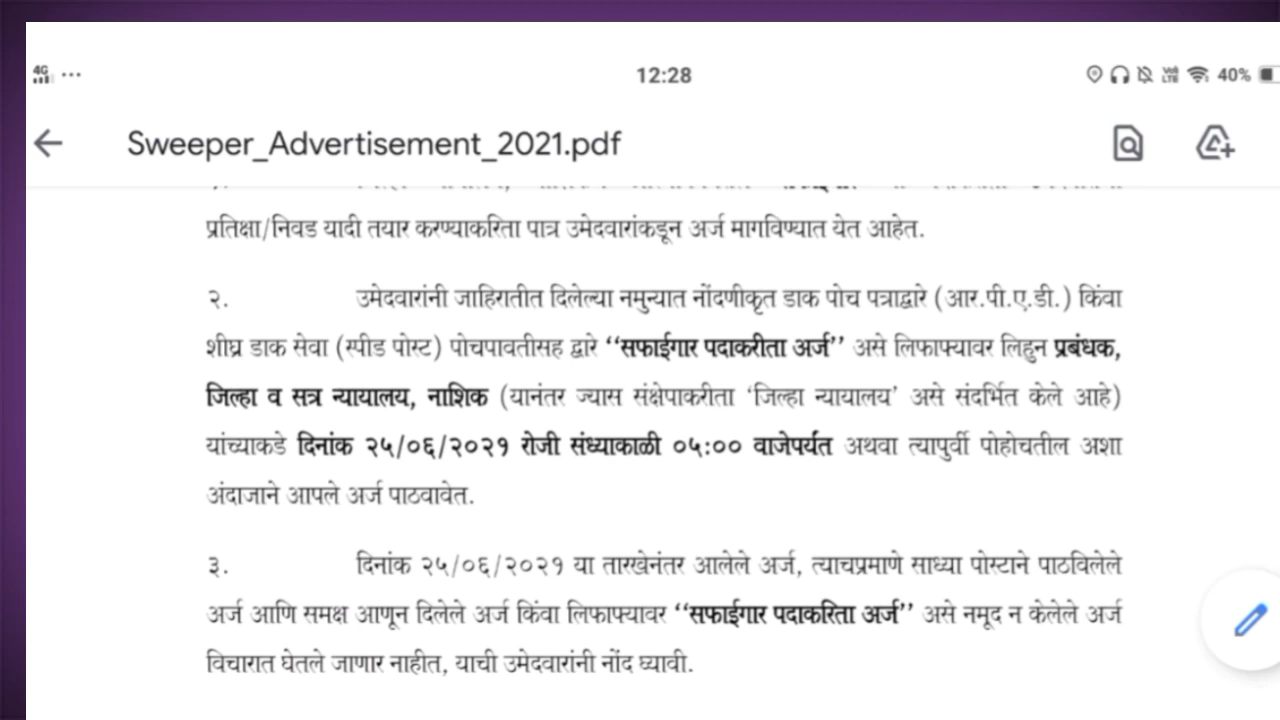 4G ... 12:28 40%
Sweeper_Advertisement_2021.pdf
प्रतिक्षा/निवड यादी तयार करण्याकरिता पात्र उमेदवारांकडून अर्ज मागविण्यात येत आहेत.
२. उमेदवारांनी जाहिरातीत दिलेल्या नमुन्यात नोंदणीकृत डाक पोच पत्राद्वारे (आर.पी.ए.डी.) किंवा
शीघ्र डाक सेवा (स्पीड पोस्ट) पोचपावतीसह द्वारे “सफाईगार पदाकरीता अर्ज” असे लिफाफ्यावर लिहुन प्रबंधक,
जिल्हा व सत्र न्यायालय, नाशिक (यानंतर ज्यास संक्षेपाकरीता ‘जिल्हा न्यायालय’ असे संदर्भित केले आहे)
यांच्याकडे दिनांक २५/०६/२०२१ रोजी संध्याकाळी ०५:०० वाजेपर्यंत अथवा त्यापुर्वी पोहोचतील अशा
अंदाजाने आपले अर्ज पाठवावेत.
३. दिनांक २५/०६/२०२१ या तारखेनंतर आलेले अर्ज, त्याचप्रमाणे साध्या पोस्टाने पाठविलेले
अर्ज आणि समक्ष आणून दिलेले अर्ज किंवा लिफाफ्यावर “सफाईगार पदाकरिता अर्ज” असे नमूद न केलेले अर्ज
विचारात घेतले जाणार नाहीत, याची उमेदवारांनी नोंद घ्यावी.